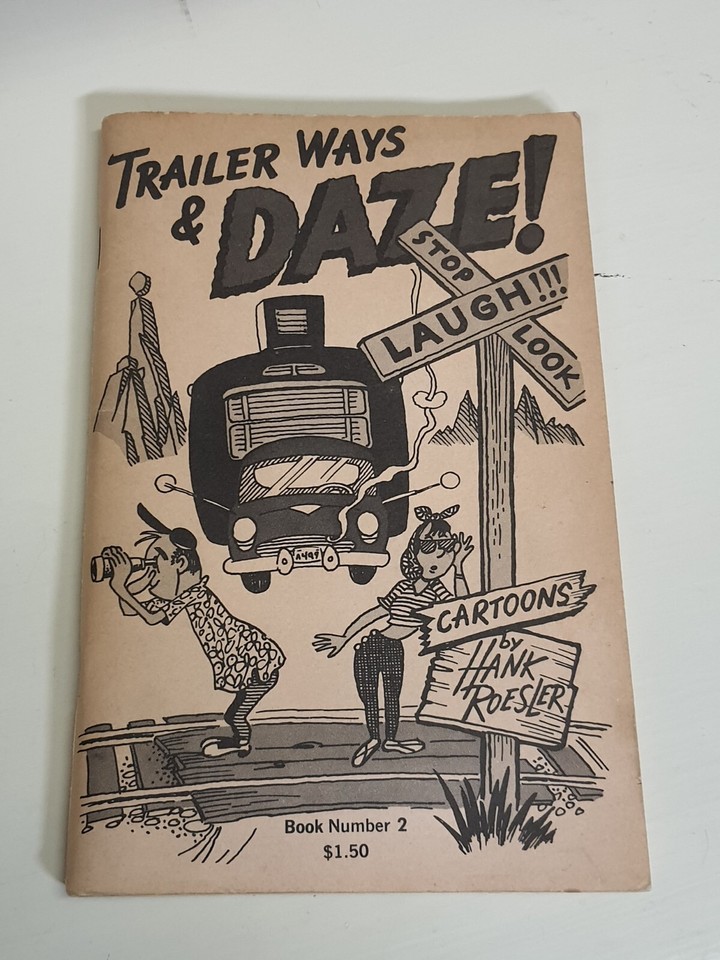 TRAILER WAYS
& DAZE!
STOP
LAUGH!!!
LOOK
CARTOONS
by
HANK
ROESLER
Book Number 2
$1.50